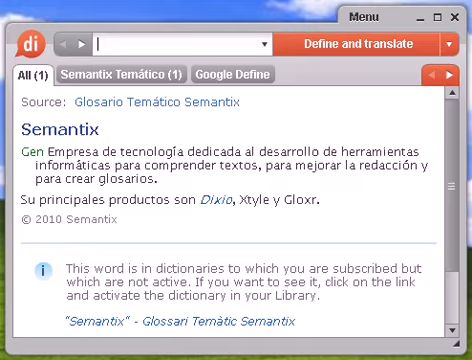 Menu
di
Define and translate
All (1) Semantix Temático (1) Google Define
Source: Glosario Temático Semantix
Semantix
Gen Empresa de tecnología dedicada al desarrollo de herramientas
informáticas para comprender textos, para mejorar la redacción y
para crear glosarios.
Su principales productos son Dixio, Xtyle y Gloxr.
© 2010 Semantix
i
This word is in dictionaries to which you are subscribed but
which are not active. If you want to see it, click on the link
and activate the dictionary in your Library.
"Semantix" - Glossari Temàtic Semantix